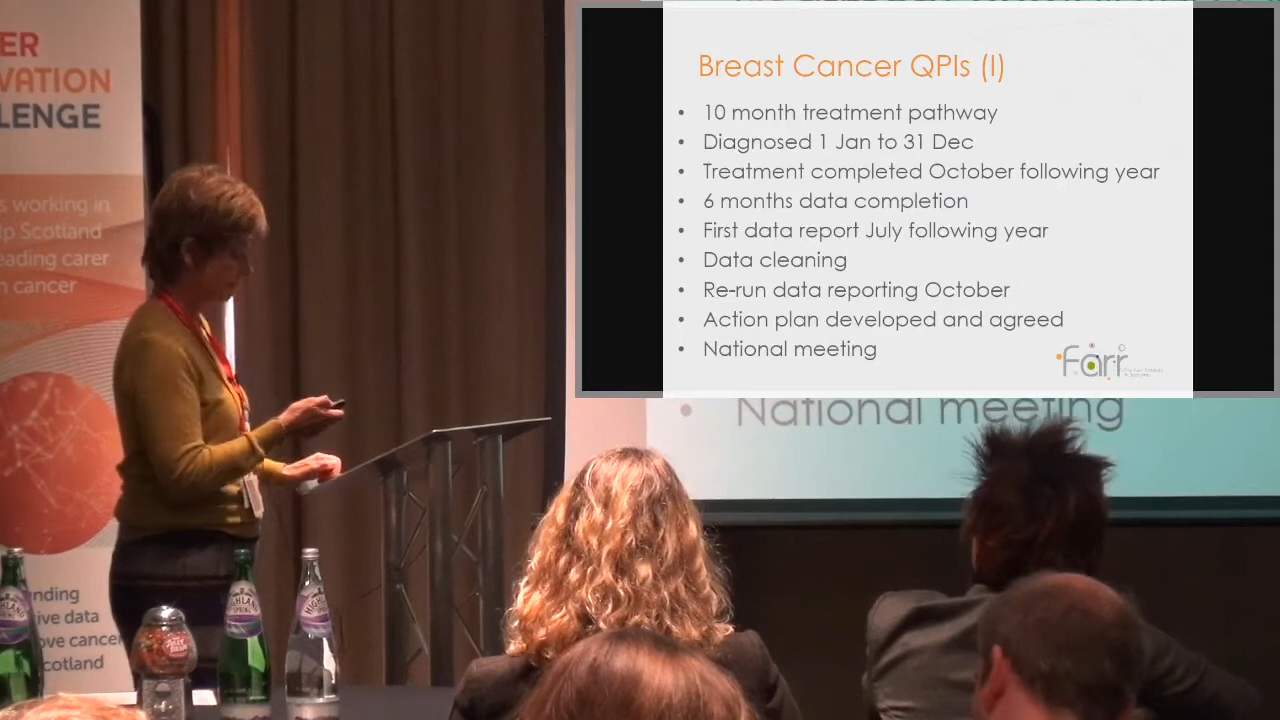 ER
VATION
LENGE
s working in
lp Scotland
eading carer
n cancer
nding
ive data
ove cancer
cotland
Breast Cancer QPIs (I)
• 10 month treatment pathway
• Diagnosed 1 Jan to 31 Dec
• Treatment completed October following year
• 6 months data completion
• First data report July following year
• Data cleaning
• Re-run data reporting October
• Action plan developed and agreed
• National meeting
farr
• National meeting
HIGHLAND
SPRING